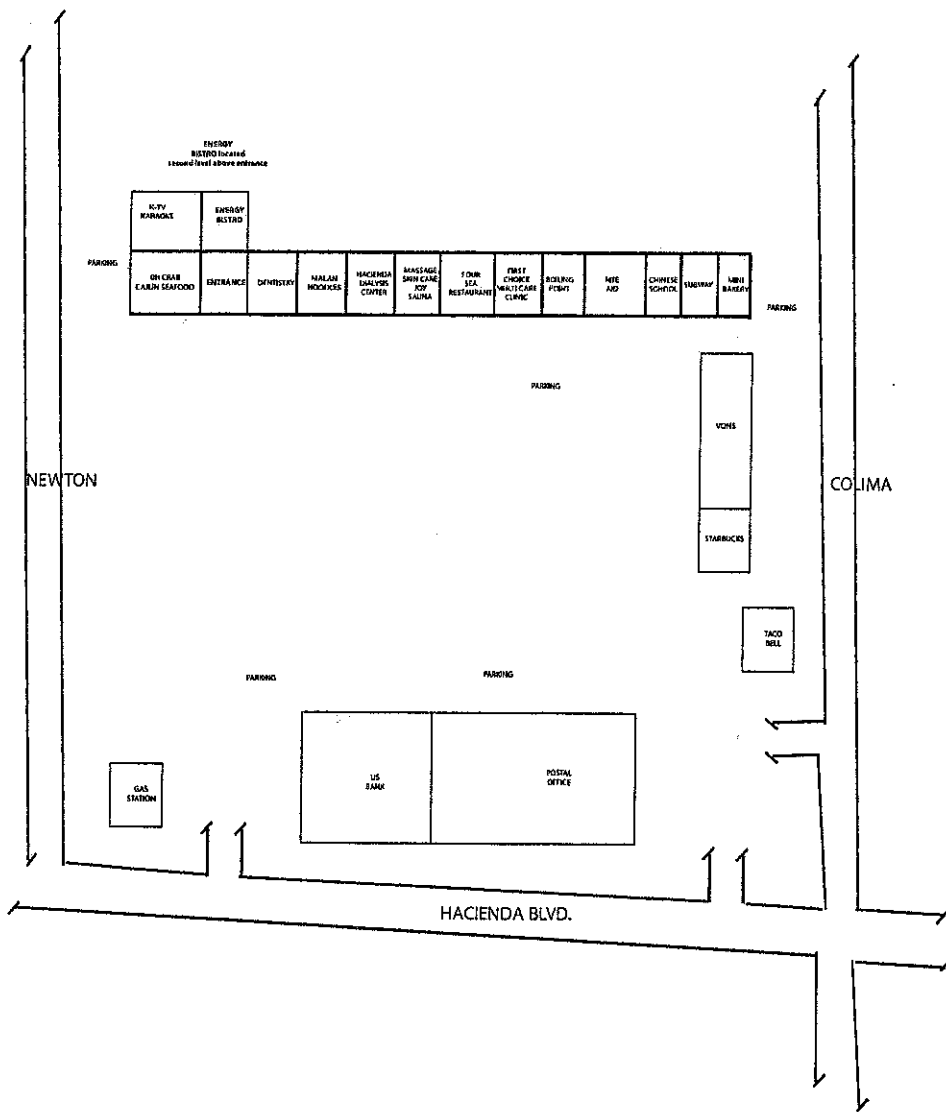 ENERGY
BISTRO located
second level above entrance
K-TV
KARAOKE
ENERGY
BISTRO
PARKING
OH CRAB
CAJUN SEAFOOD
ENTRANCE
DENTISTRY
MALAN
NOODLES
HACIENDA
DIALYSIS
CENTER
MASSAGE
SKIN CARE
JOY
SAUNA
FOUR
SEA
RESTAURANT
FIRST
CHOICE
CLINIC
BOILING
POINT
RITE
AID
CHINESE
SCHOOL
SUBWAY
MINI
BAKERY
PARKING
PARKING
VONS
NEWTON
COLIMA
STARBUCKS
TACO
BELL
PARKING
PARKING
US
BANK
POSTAL
OFFICE
GAS
STATION
HACIENDA BLVD.